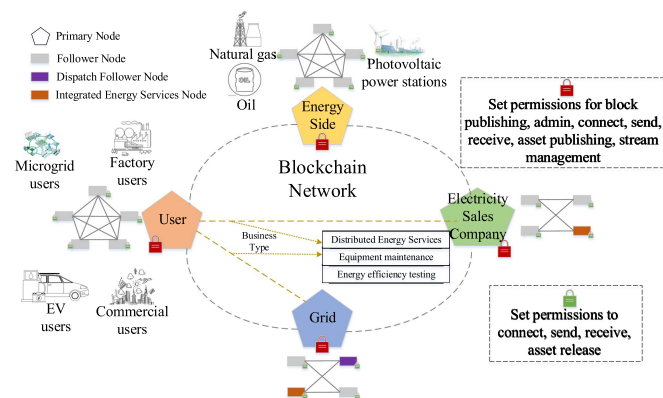 Primary Node
Follower Node
Dispatch Follower Node
Integrated Energy Services Node
Natural gas
Oil
OIL
Photovoltaic
power stations
Energy
Side
Set permissions for block
publishing, admin, connect, send,
receive, asset publishing, stream
management
Microgrid
users
Factory
users
Blockchain
Network
User
Electricity
Sales
Company
Business
Type
Distributed Energy Services
Equipment maintenance
Energy efficiency testing
EV
users
Commercial
users
Grid
Set permissions to
connect, send, receive,
asset release